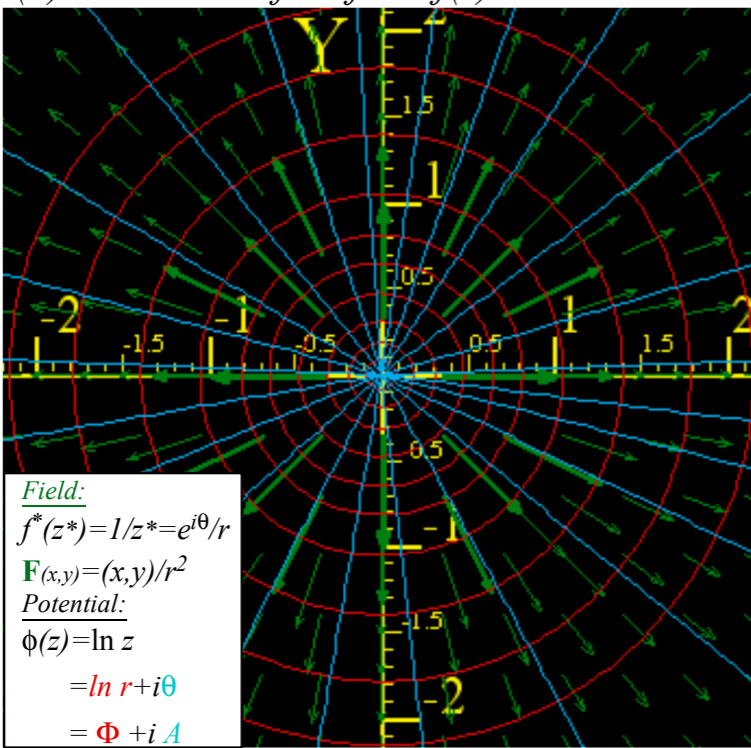 Y
2
1.5
1
0.5
-2
-1.5
-1
-0.5
0.5
1
1.5
2
0.5
-1
-1.5
-2
Field:
f*(z*)=1/z*=e^{iθ}/r
F(x,y)=(x,y)/r²
Potential:
ϕ(z)=ln z
=ln r+iθ
= Φ +i A